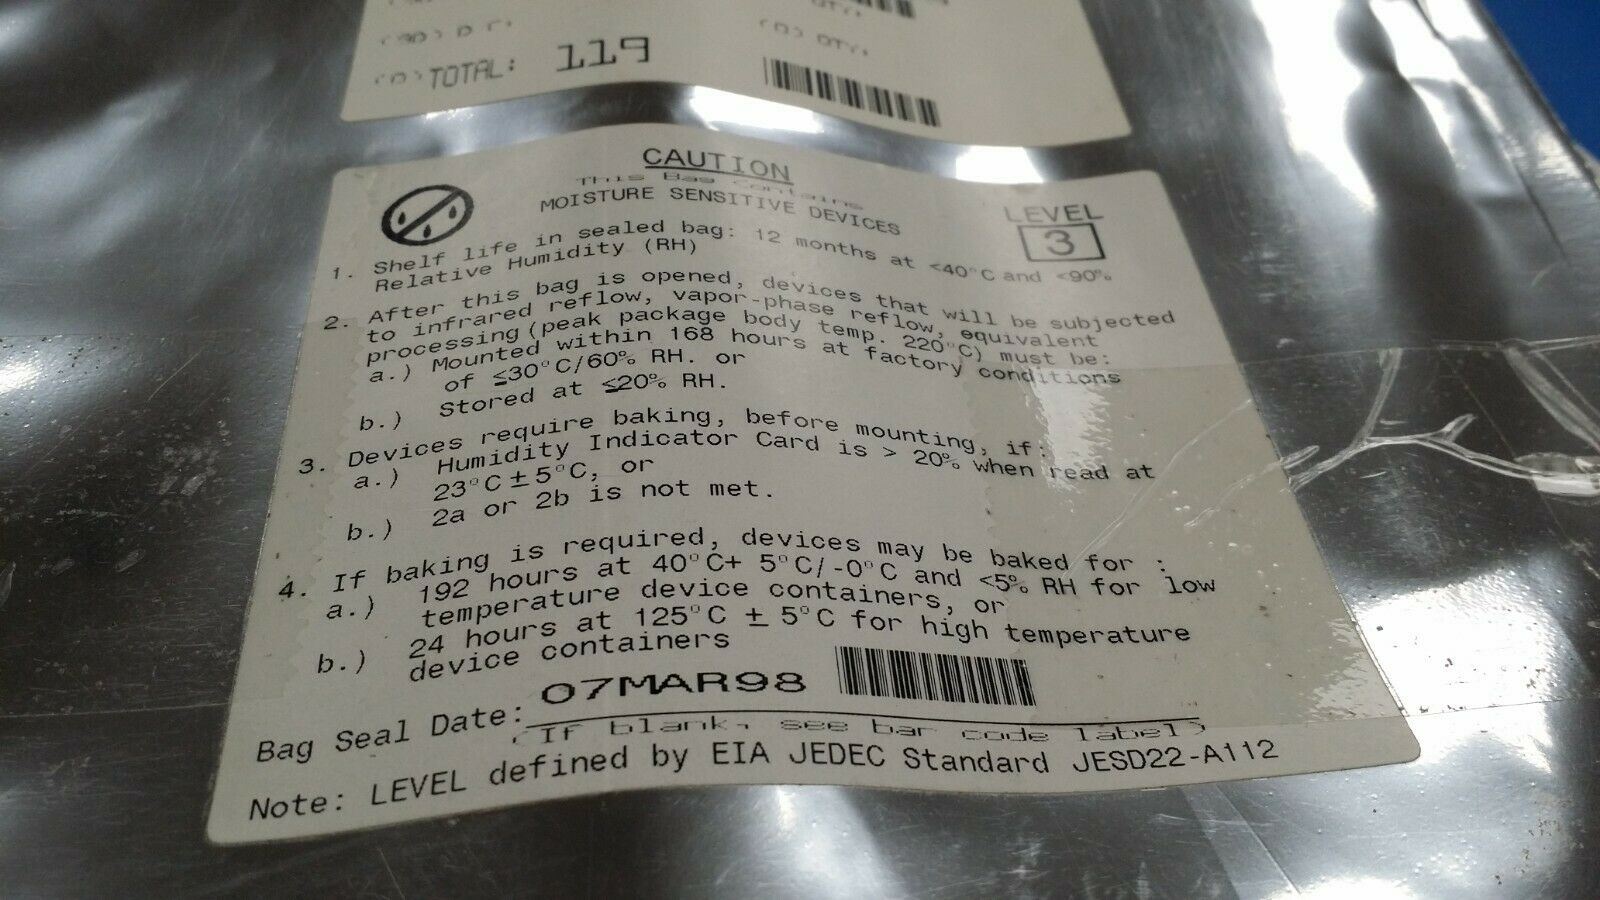 QTY:
(D) QTY:
TOTAL: 119
CAUTION
This Bag contains
MOISTURE SENSITIVE DEVICES
LEVEL
3
1. Shelf life in sealed bag: 12 months at <40°C and <90%
Relative Humidity (RH)
2. After this bag is opened, devices that will be subjected
to infrared reflow, vapor-phase reflow, equivalent
processing (peak package body temp. 220°C) must be:
a.) Mounted within 168 hours at factory conditions
of ≤30°C/60% RH. or
b.) Stored at ≤20% RH.
3. Devices require baking, before mounting, if:
a.) Humidity Indicator Card is > 20% when read at
23°C ± 5°C, or
b.) 2a or 2b is not met.
4. If baking is required, devices may be baked for :
a.) 192 hours at 40°C+ 5°C/-0°C and <5% RH for low
temperature device containers, or
b.) 24 hours at 125°C ± 5°C for high temperature
device containers
Bag Seal Date: 07MAR98
(If blank, see bar code label)
Note: LEVEL defined by EIA JEDEC Standard JESD22-A112